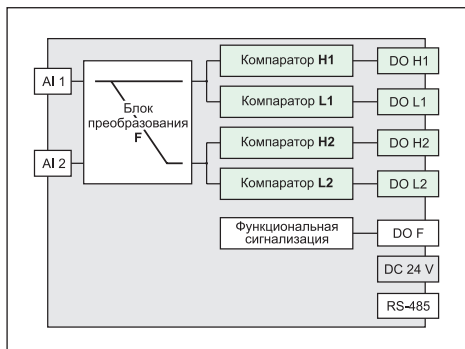 AI 1
AI 2
Блок
преобразования
F
Компаратор H1
Компаратор L1
Компаратор H2
Компаратор L2
Функциональная
сигнализация
DO H1
DO L1
DO H2
DO L2
DO F
DC 24 V
RS-485